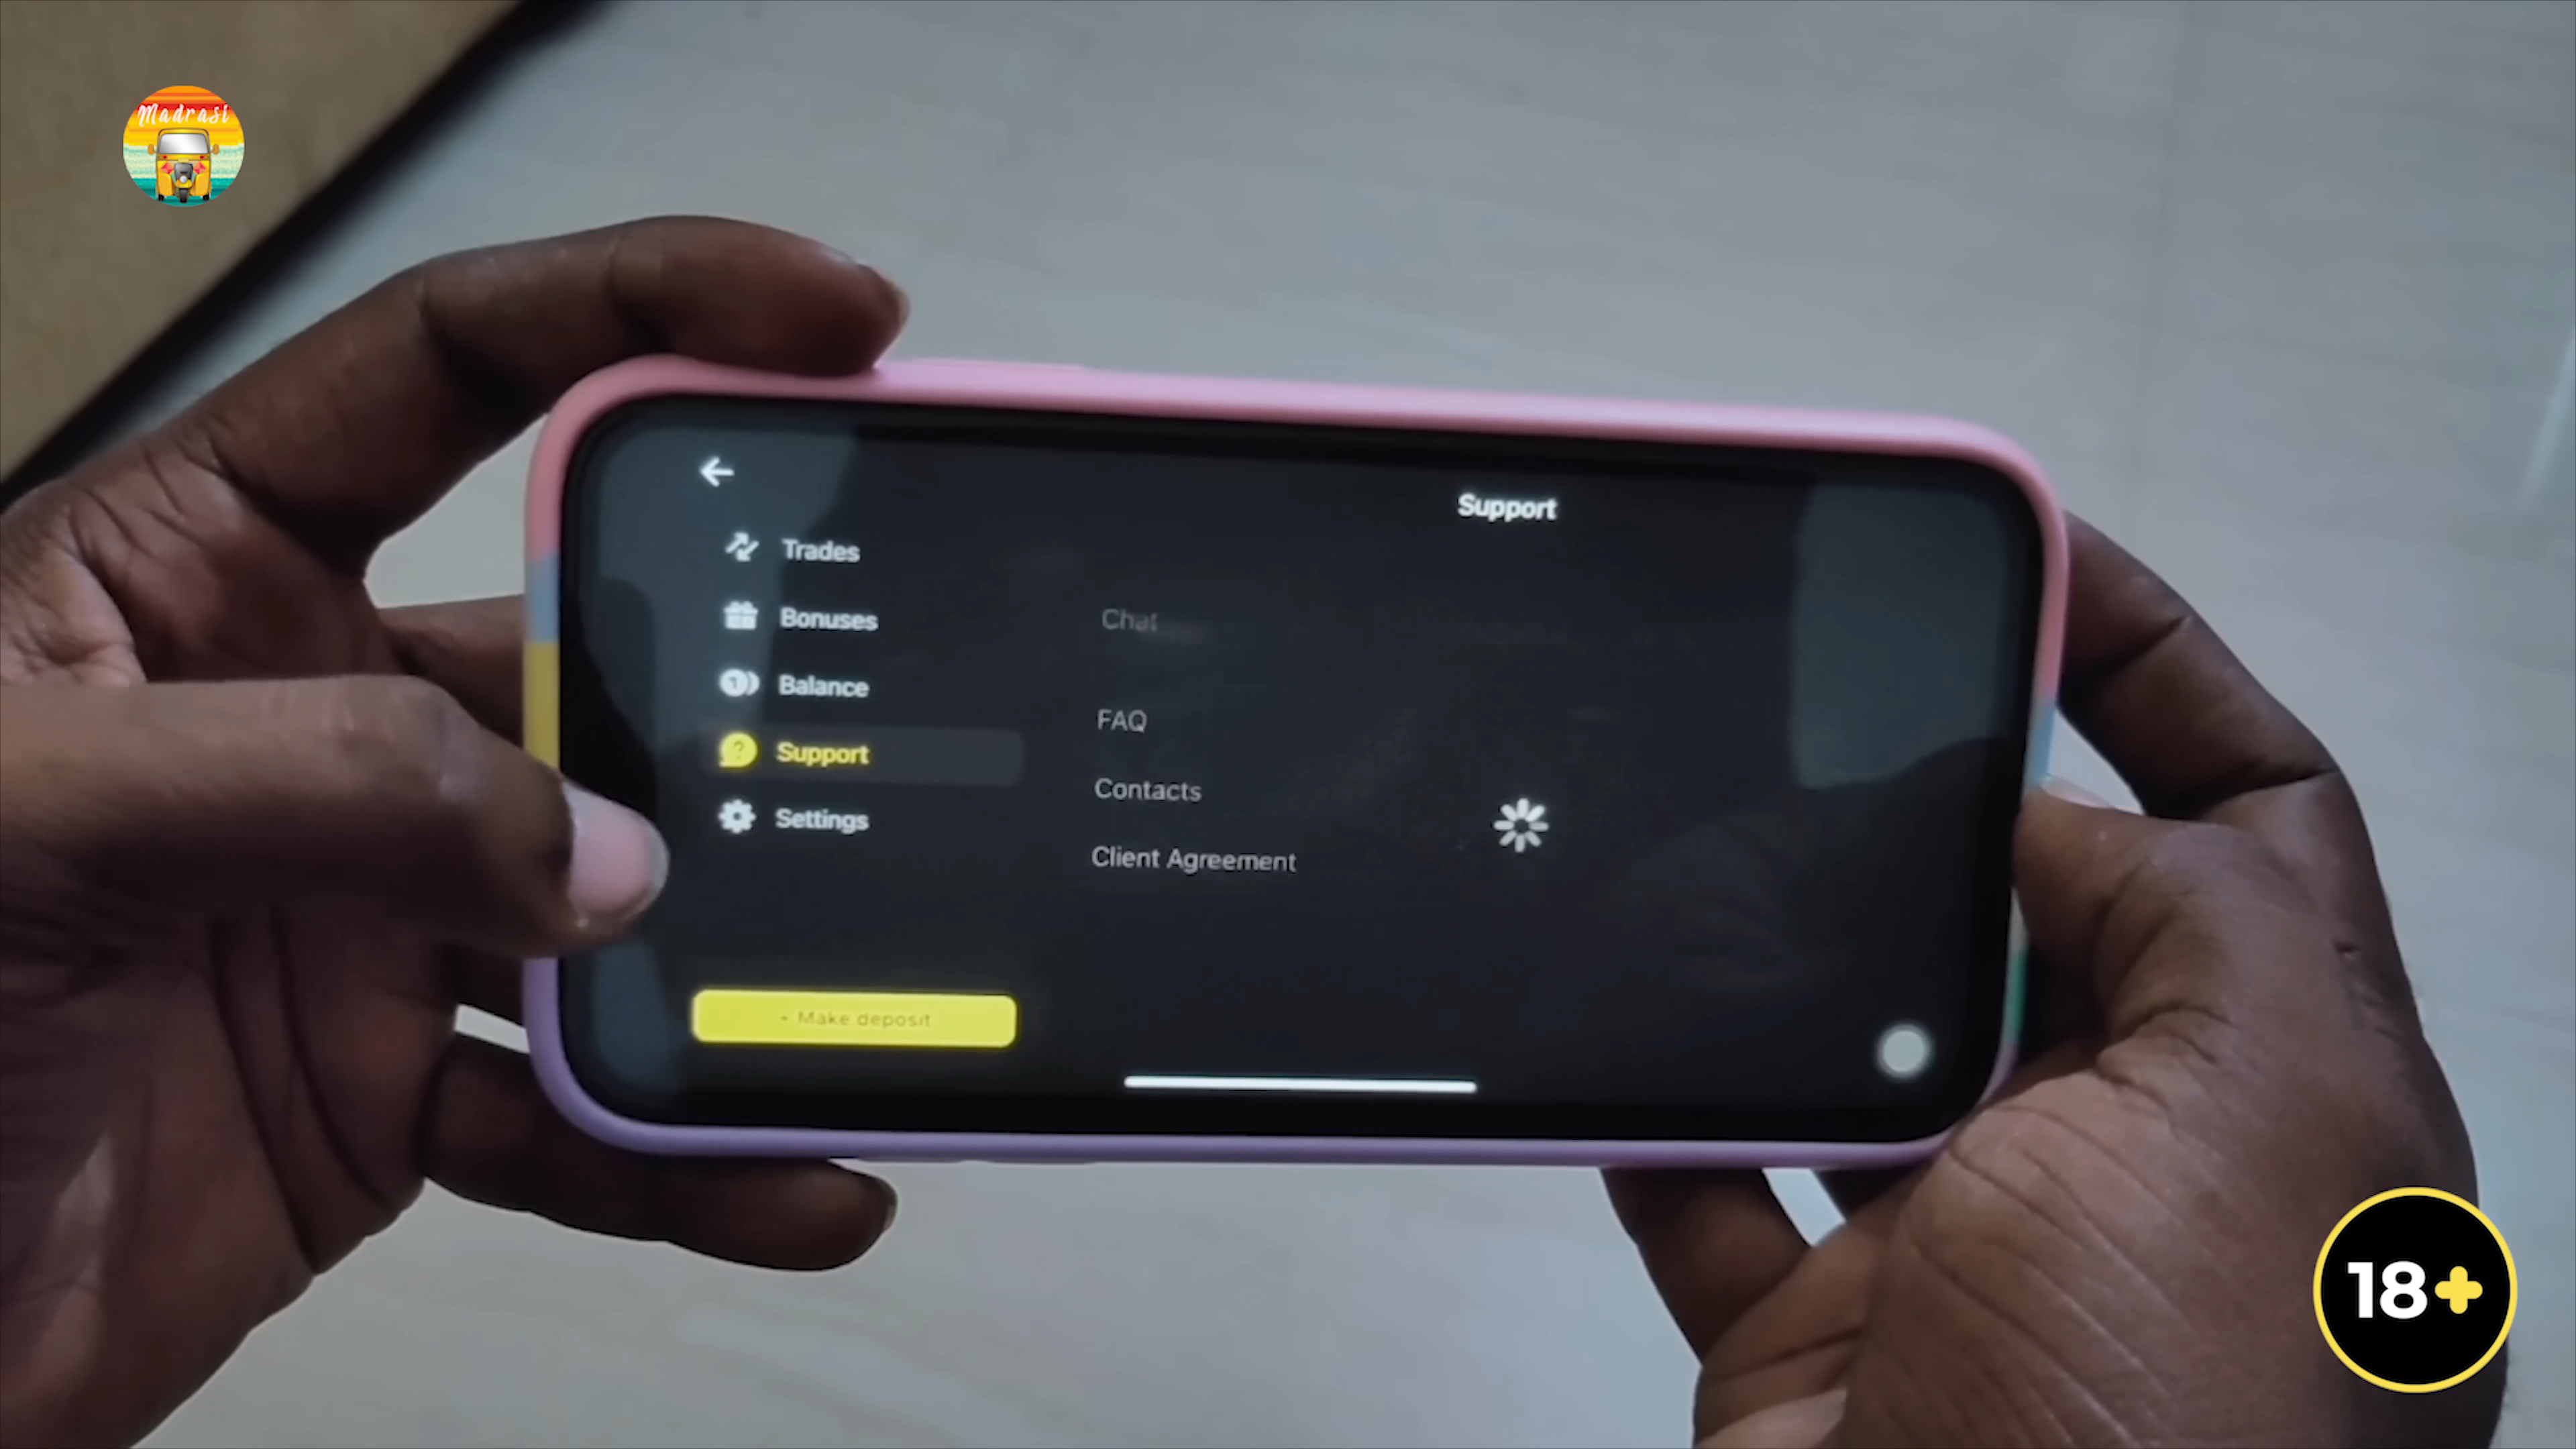 Madrasi
Support
Trades
Bonuses
Balance
Support
Settings
+ Make deposit
Chat
FAQ
Contacts
Client Agreement
18+